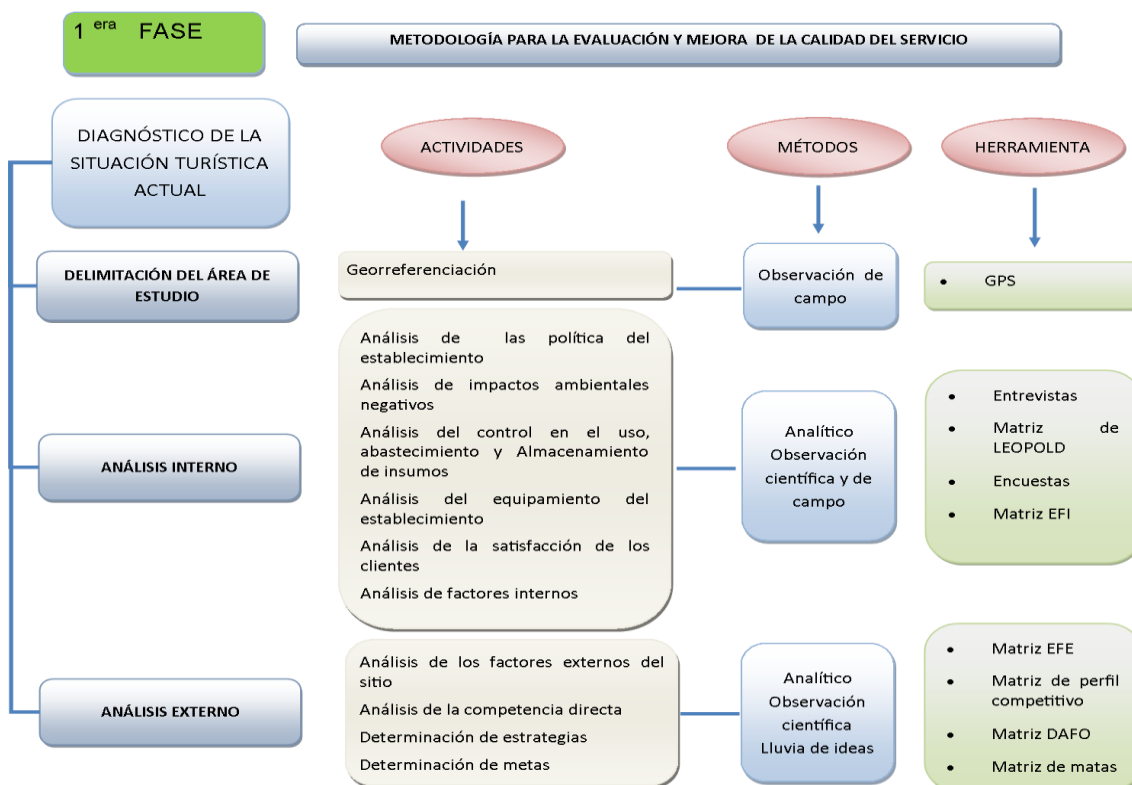 1 era FASE
METODOLOGÍA PARA LA EVALUACIÓN Y MEJORA DE LA CALIDAD DEL SERVICIO
DIAGNÓSTICO DE LA
SITUACIÓN TURÍSTICA
ACTUAL
ACTIVIDADES
MÉTODOS
HERRAMIENTA
DELIMITACIÓN DEL ÁREA DE
ESTUDIO
Georreferenciación
Observación de
campo
• GPS
ANÁLISIS INTERNO
Análisis de las política del
establecimiento
Análisis de impactos ambientales
negativos
Análisis del control en el uso,
abastecimiento y Almacenamiento
de insumos
Análisis del equipamiento del
establecimiento
Análisis de la satisfacción de los
clientes
Análisis de factores internos
Analítico
Observación
científica y de
campo
• Entrevistas
• Matriz de
LEOPOLD
• Encuestas
• Matriz EFI
ANÁLISIS EXTERNO
Análisis de los factores externos del
sitio
Análisis de la competencia directa
Determinación de estrategias
Determinación de metas
Analítico
Observación
científica
Lluvia de ideas
• Matriz EFE
• Matriz de perfil
competitivo
• Matriz DAFO
• Matriz de matas